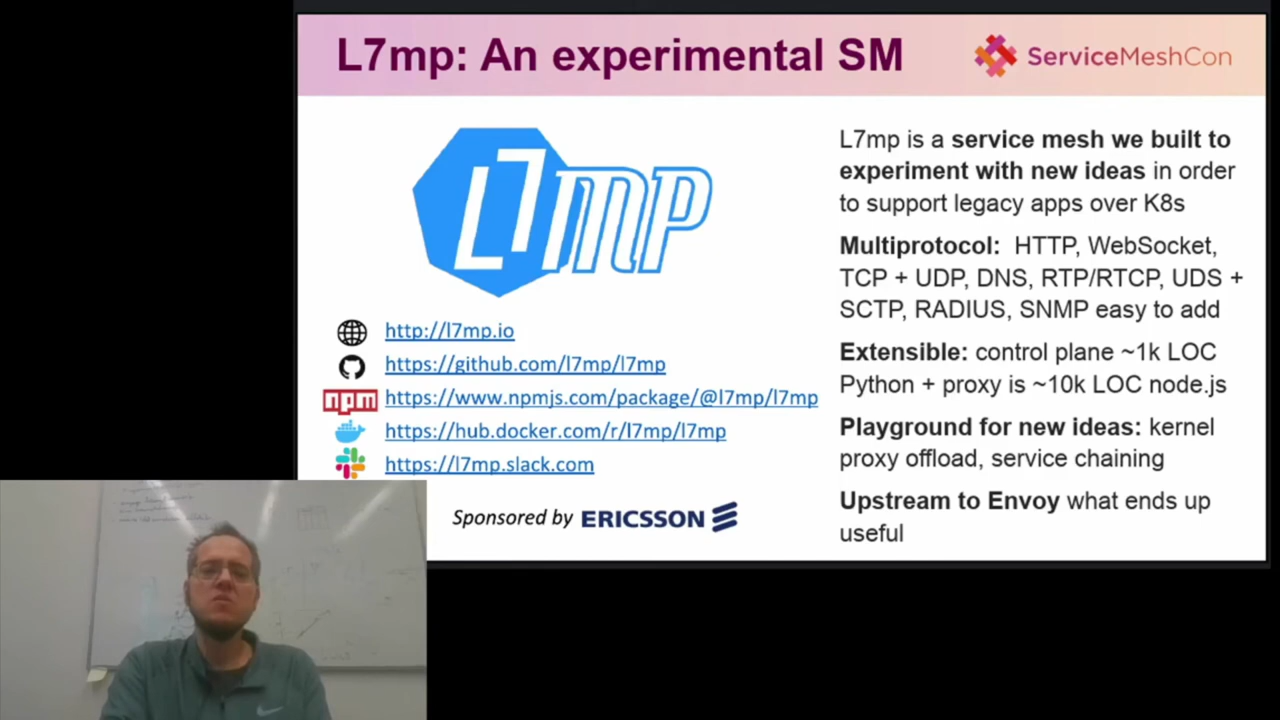 L7mp: An experimental SM
ServiceMeshCon
L7mp
http://l7mp.io
https://github.com/l7mp/l7mp
npm
https://www.npmjs.com/package/@l7mp/l7mp
https://hub.docker.com/r/l7mp/l7mp
https://l7mp.slack.com
Sponsored by ERICSSON
L7mp is a service mesh we built to
experiment with new ideas in order
to support legacy apps over K8s
Multiprotocol: HTTP, WebSocket,
TCP + UDP, DNS, RTP/RTCP, UDS +
SCTP, RADIUS, SNMP easy to add
Extensible: control plane ~1k LOC
Python + proxy is ~10k LOC node.js
Playground for new ideas: kernel
proxy offload, service chaining
Upstream to Envoy what ends up
useful